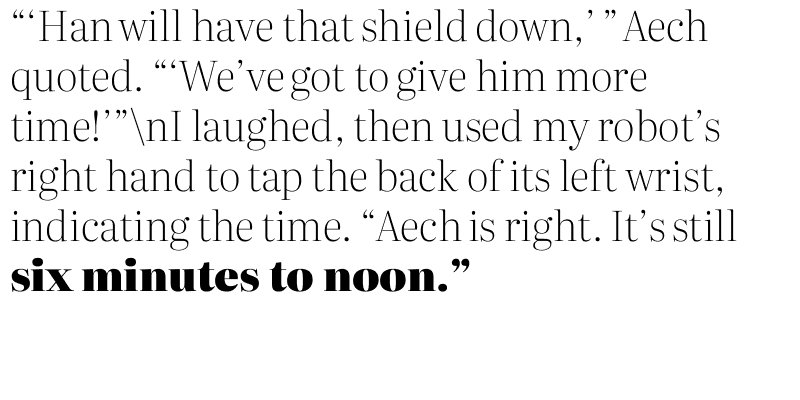 “‘Han will have that shield down,’ ” Aech
quoted. “‘We’ve got to give him more
time!’”\nI laughed, then used my robot’s
right hand to tap the back of its left wrist,
indicating the time. “Aech is right. It’s still
six minutes to noon.”